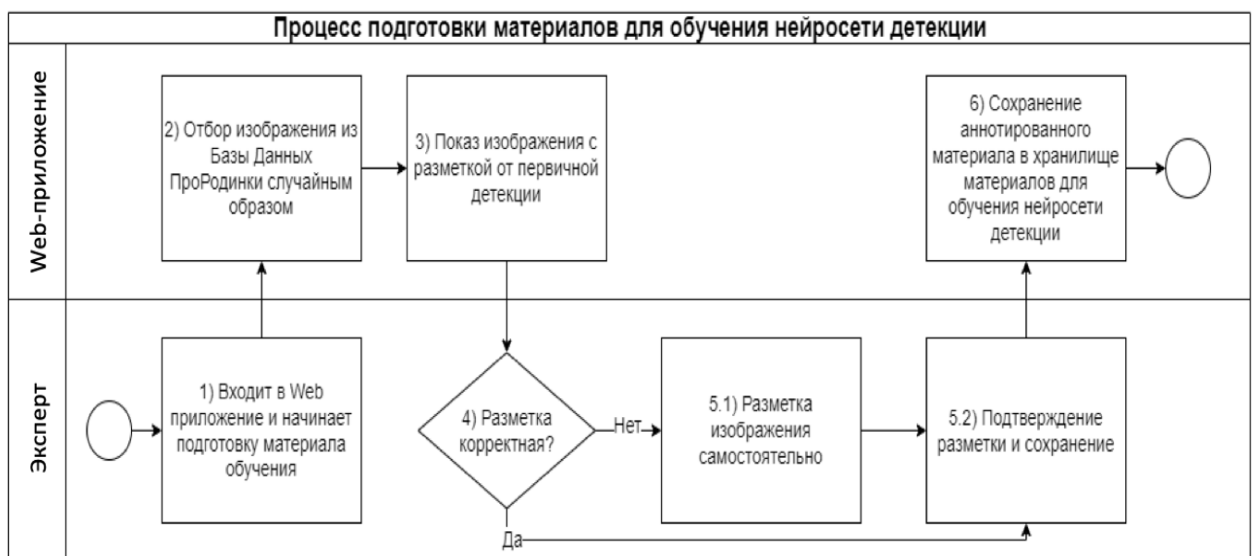 Процесс подготовки материалов для обучения нейросети детекции
Web-приложение
2) Отбор изображения из
Базы Данных
ПроРодинки случайным
образом
3) Показ изображения с
разметкой от первичной
детекции
6) Сохранение
аннотированного
материала в хранилище
материалов для
обучения нейросети
детекции
Эксперт
1) Входит в Web
приложение и начинает
подготовку материала
обучения
4) Разметка
корректная?
Нет
5.1) Разметка
изображения
самостоятельно
5.2) Подтверждение
разметки и сохранение
Да